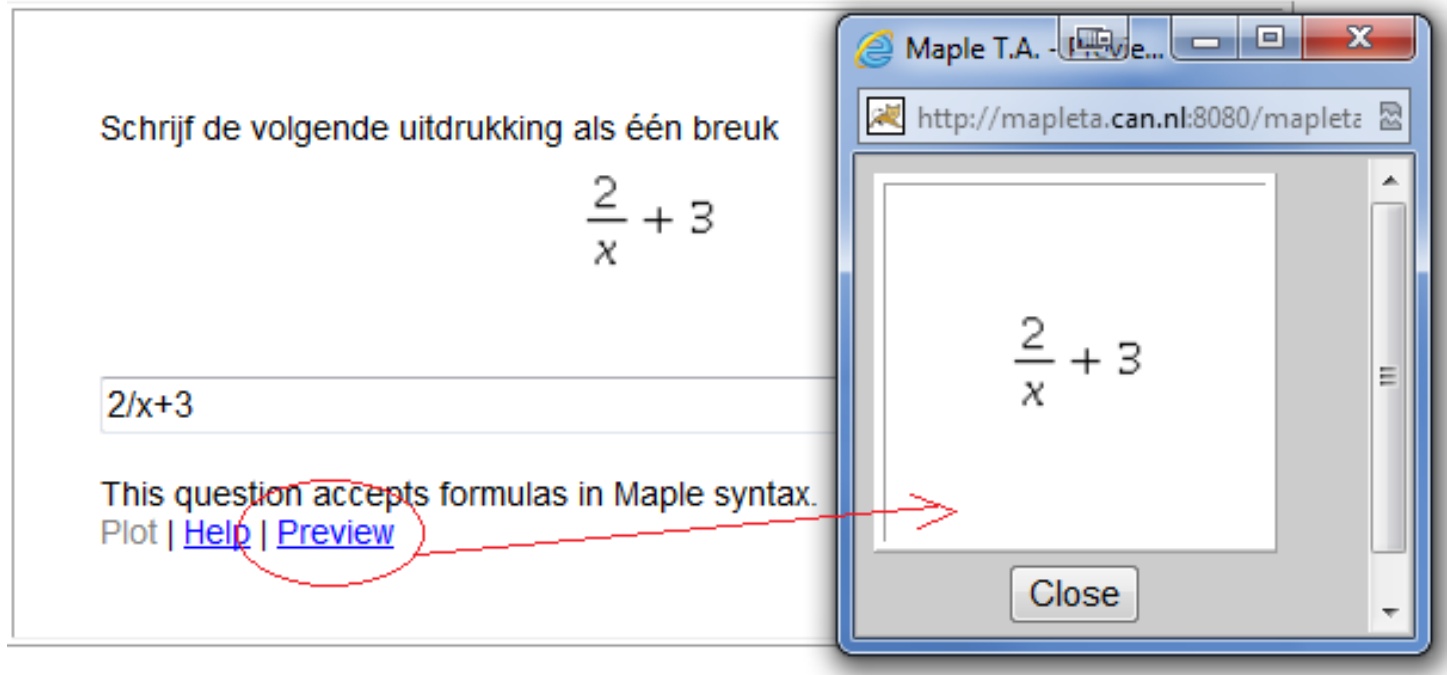 Schrijf de volgende uitdrukking als één breuk
2/x + 3
2/x+3
This question accepts formulas in Maple syntax.
Plot | Help | Preview
Maple T.A. - Previe...
http://mapleta.can.nl:8080/mapleta
2/x + 3
Close